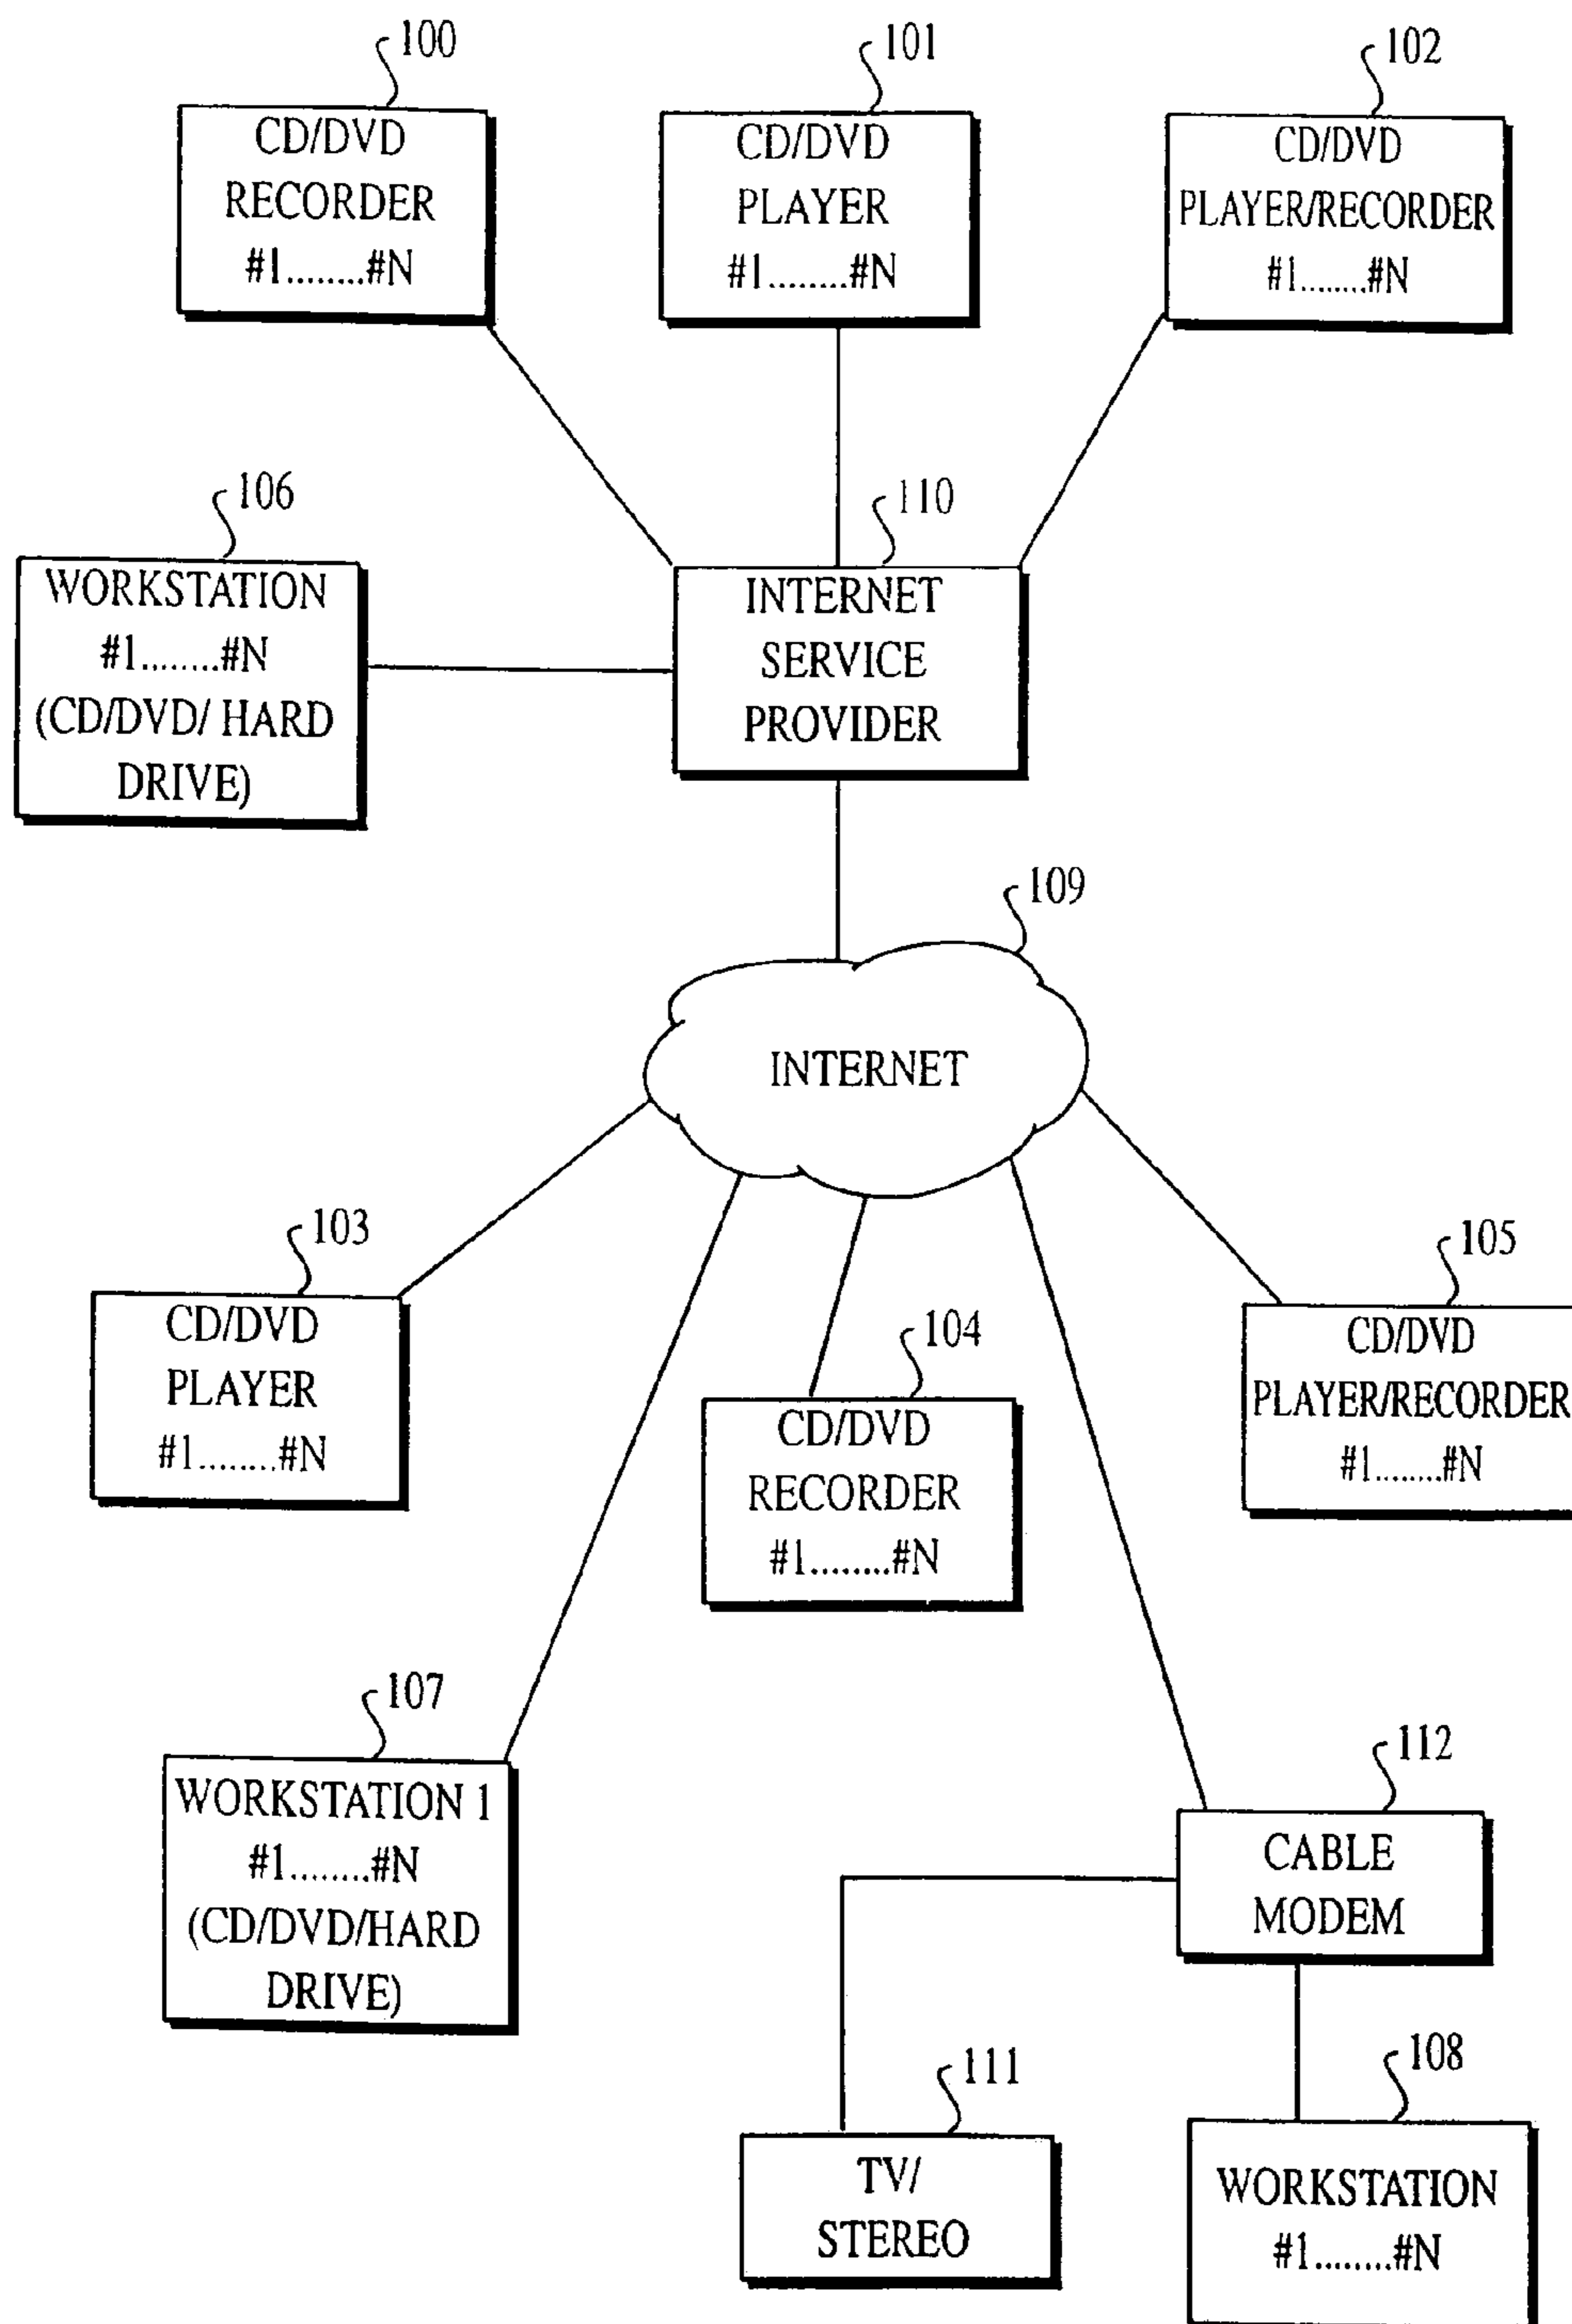 100
CD/DVD
RECORDER
#1........#N
101
CD/DVD
PLAYER
#1........#N
102
CD/DVD
PLAYER/RECORDER
#1........#N
106
WORKSTATION
#1........#N
(CD/DVD/ HARD
DRIVE)
110
INTERNET
SERVICE
PROVIDER
109
INTERNET
103
CD/DVD
PLAYER
#1........#N
104
CD/DVD
RECORDER
#1........#N
105
CD/DVD
PLAYER/RECORDER
#1........#N
107
WORKSTATION 1
#1........#N
(CD/DVD/HARD
DRIVE)
112
CABLE
MODEM
111
TV/
STEREO
108
WORKSTATION
#1........#N